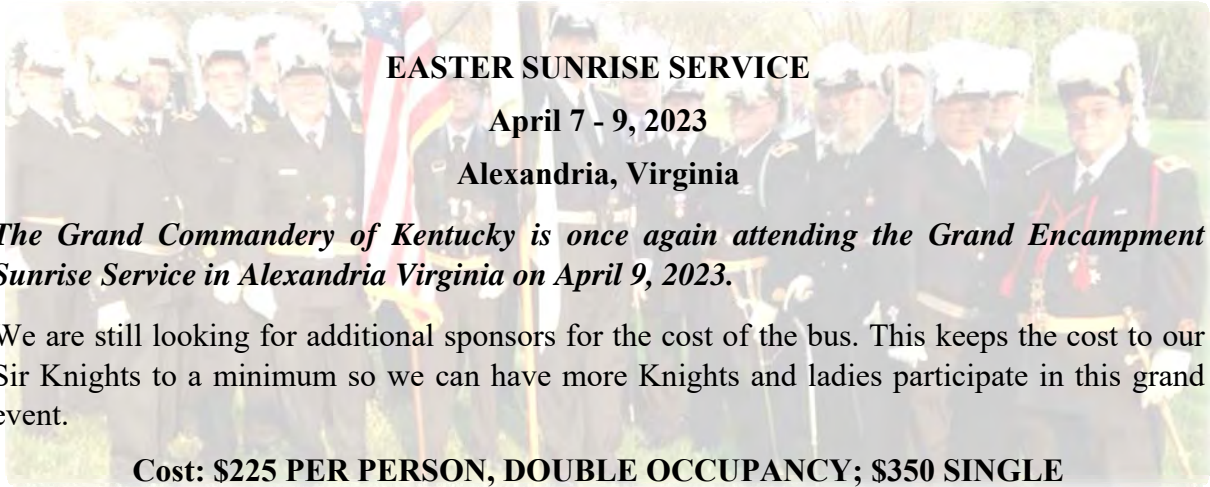 EASTER SUNRISE SERVICE
April 7 - 9, 2023
Alexandria, Virginia
The Grand Commandery of Kentucky is once again attending the Grand Encampment
Sunrise Service in Alexandria Virginia on April 9, 2023.
We are still looking for additional sponsors for the cost of the bus. This keeps the cost to our
Sir Knights to a minimum so we can have more Knights and ladies participate in this grand
event.
Cost: $225 PER PERSON, DOUBLE OCCUPANCY; $350 SINGLE